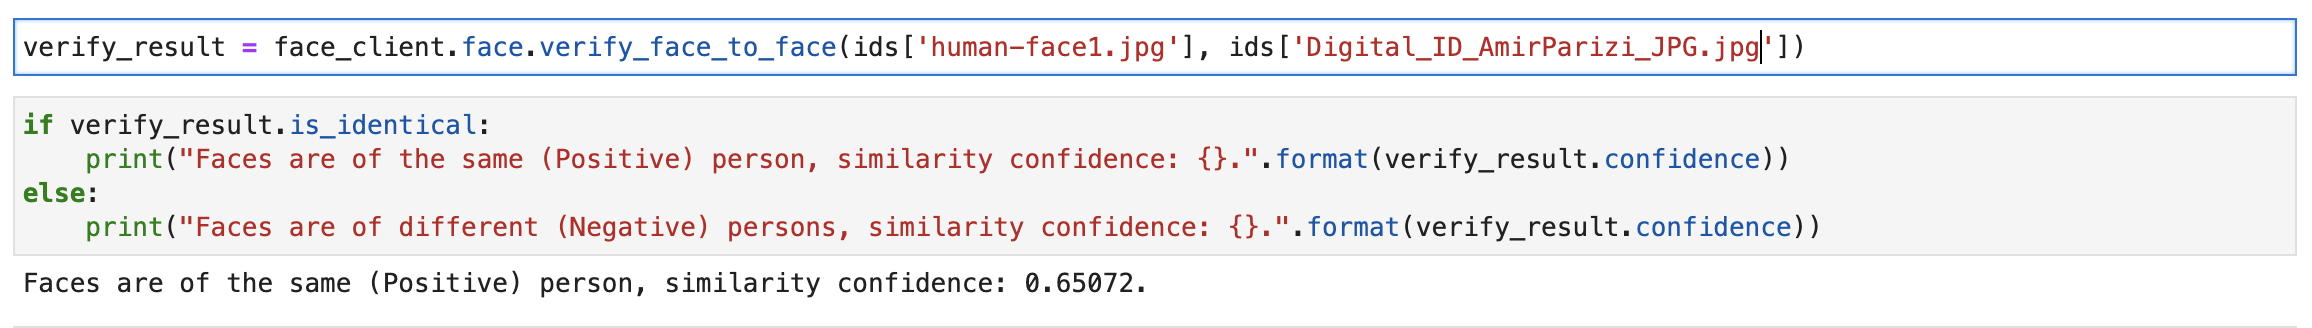 verify_result = face_client.face.verify_face_to_face(ids['human-face1.jpg'], ids['Digital_ID_AmirParizi_JPG.jpg'])
if verify_result.is_identical:
    print("Faces are of the same (Positive) person, similarity confidence: {}.".format(verify_result.confidence))
else:
    print("Faces are of different (Negative) persons, similarity confidence: {}.".format(verify_result.confidence))
Faces are of the same (Positive) person, similarity confidence: 0.65072.